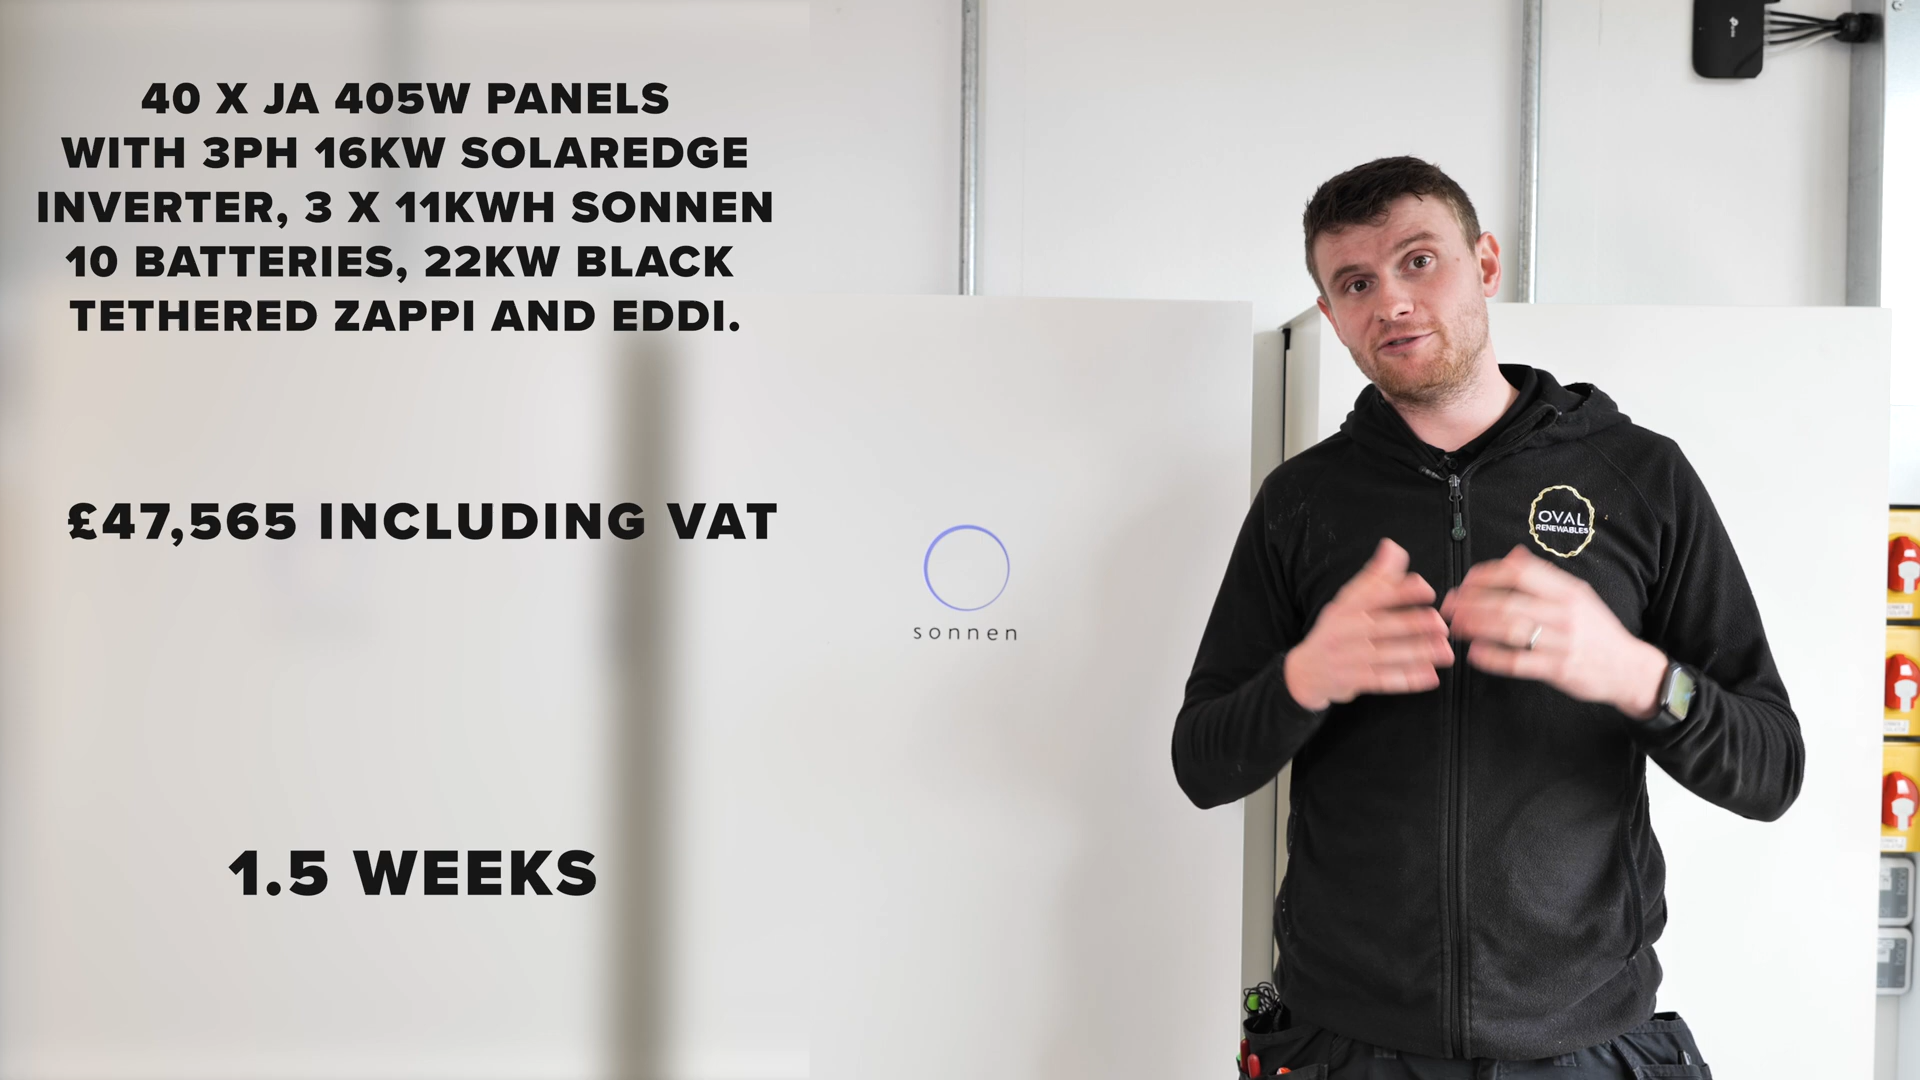 40 X JA 405W PANELS
WITH 3PH 16KW SOLAREDGE
INVERTER, 3 X 11KWH SONNEN
10 BATTERIES, 22KW BLACK
TETHERED ZAPPI AND EDDI.
£47,565 INCLUDING VAT
1.5 WEEKS
sonnen
OVAL
RENEWABLES